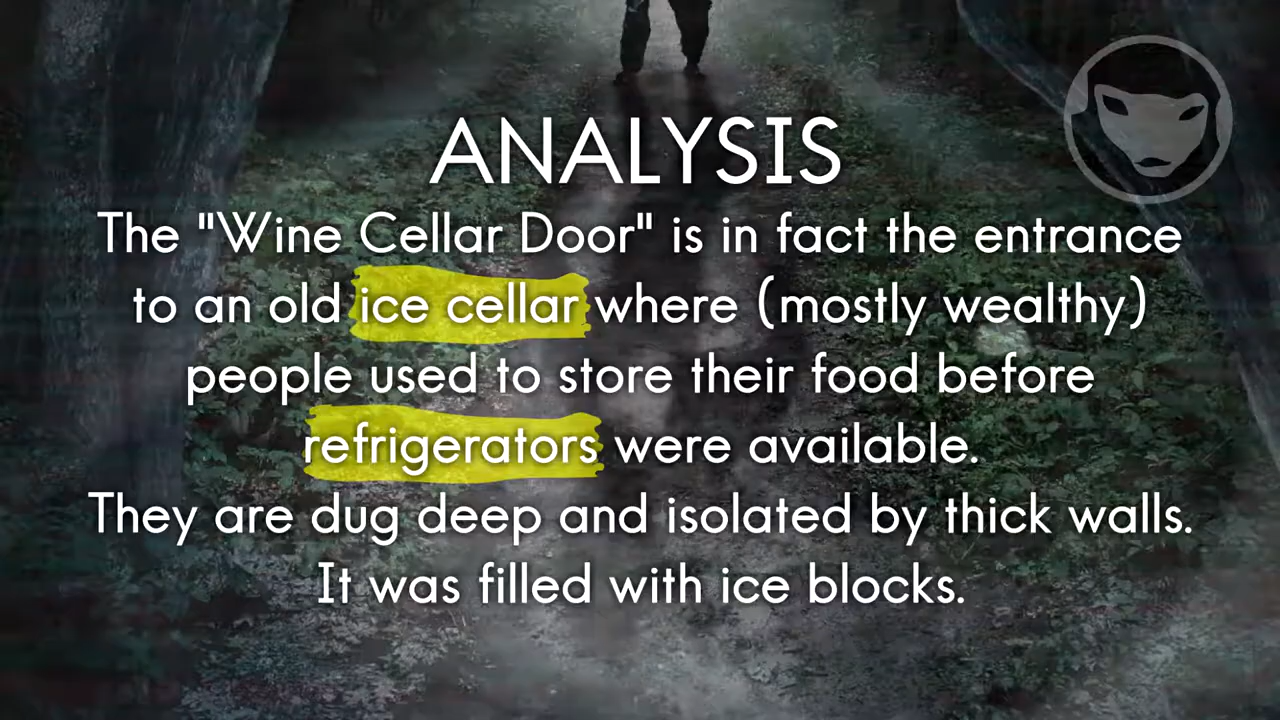 ANALYSIS
The "Wine Cellar Door" is in fact the entrance
to an old ice cellar where (mostly wealthy)
people used to store their food before
refrigerators were available.
They are dug deep and isolated by thick walls.
It was filled with ice blocks.